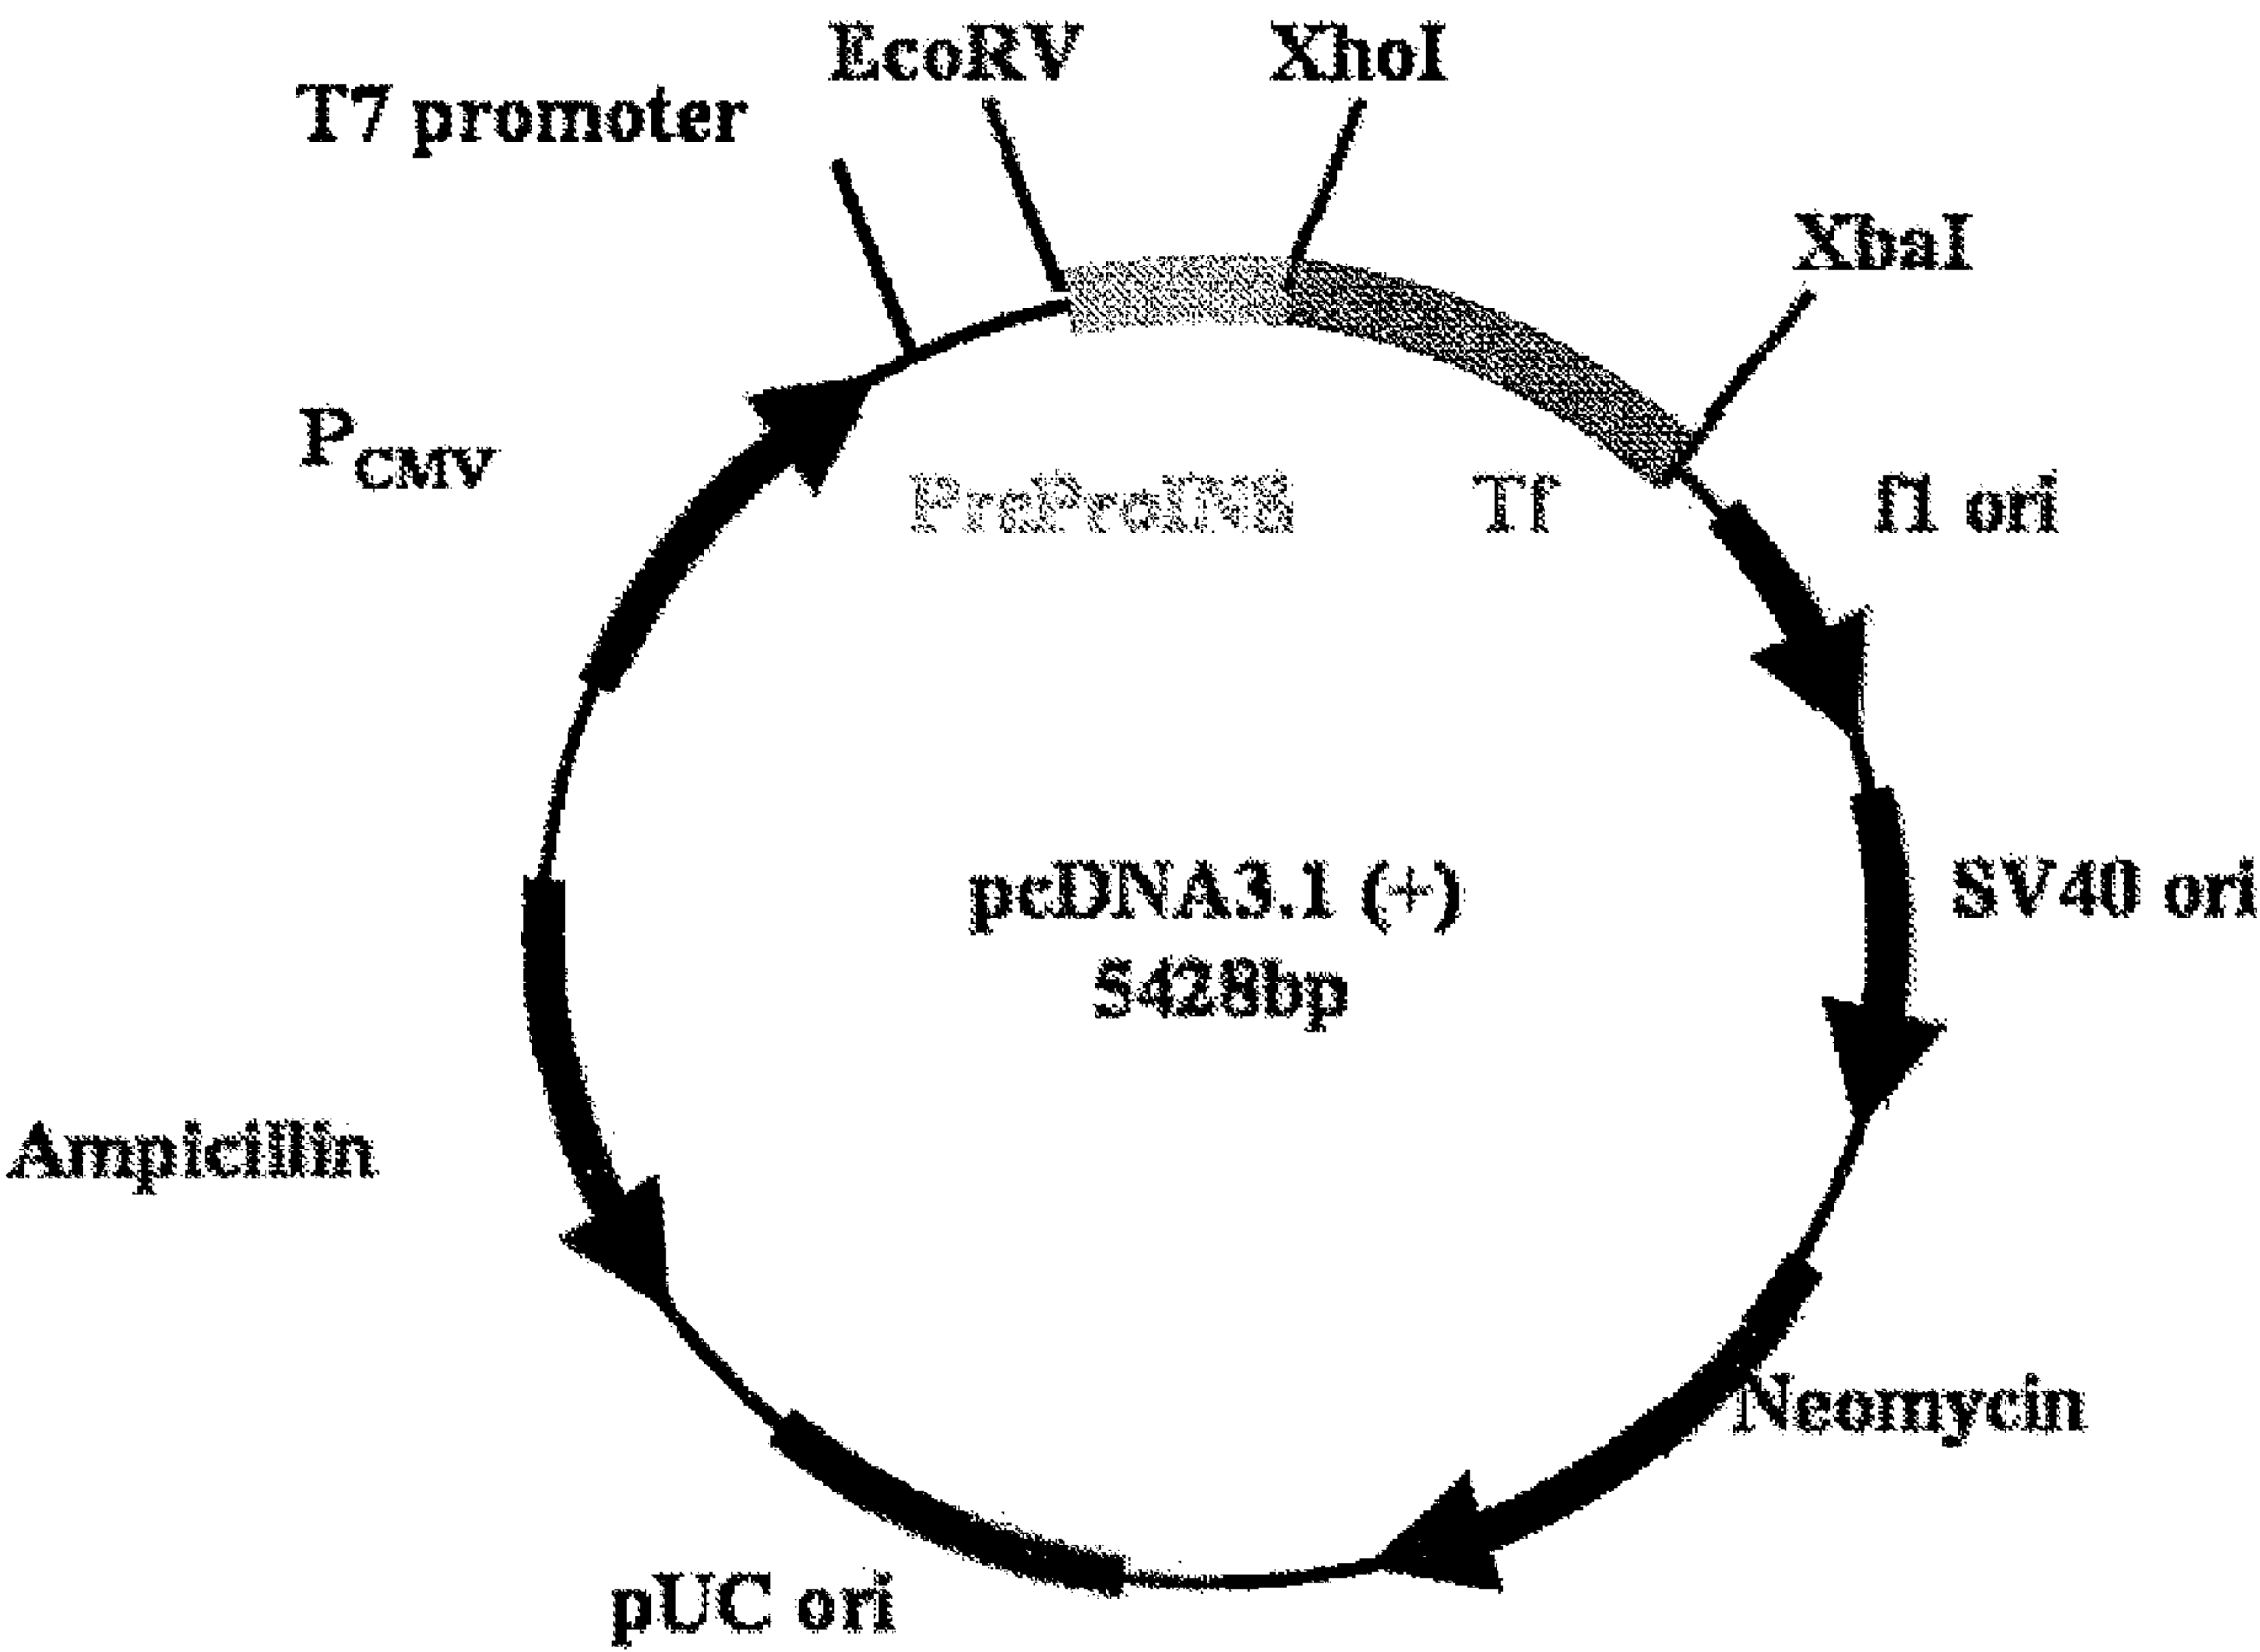 EcoRV
XhoI
T7 promoter
XbaI
PCMV
PreProINS
Tf
f1 ori
pcDNA3.1 (+)
5428bp
SV40 ori
Ampicillin
Neomycin
pUC ori